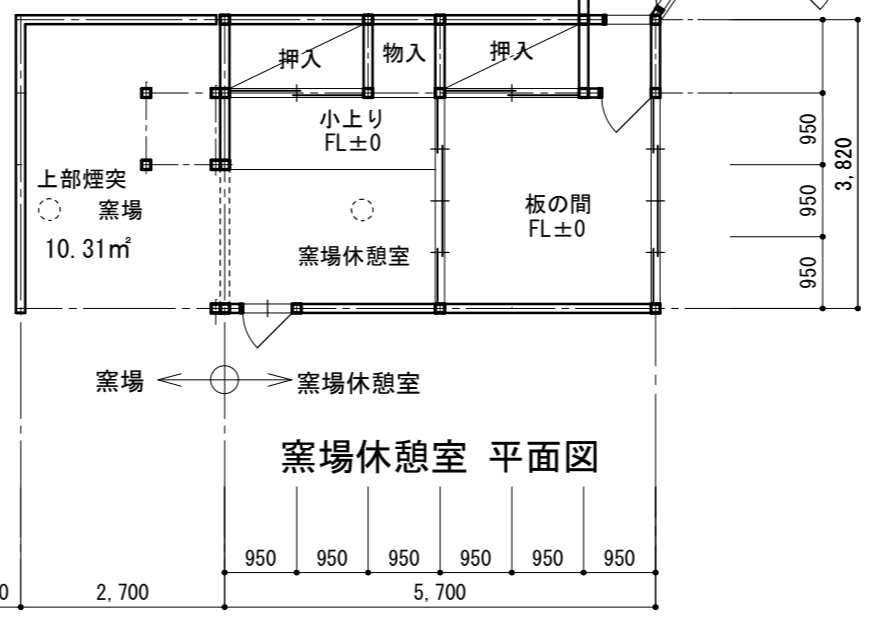 押入
物入
押入
小上り
FL±0
上部煙突
窯場
10.31㎡
窯場休憩室
板の間
FL±0
950
950
950
3,820
窯場
窯場休憩室
窯場休憩室 平面図
950 950 950 950 950 950
0 2,700 5,700